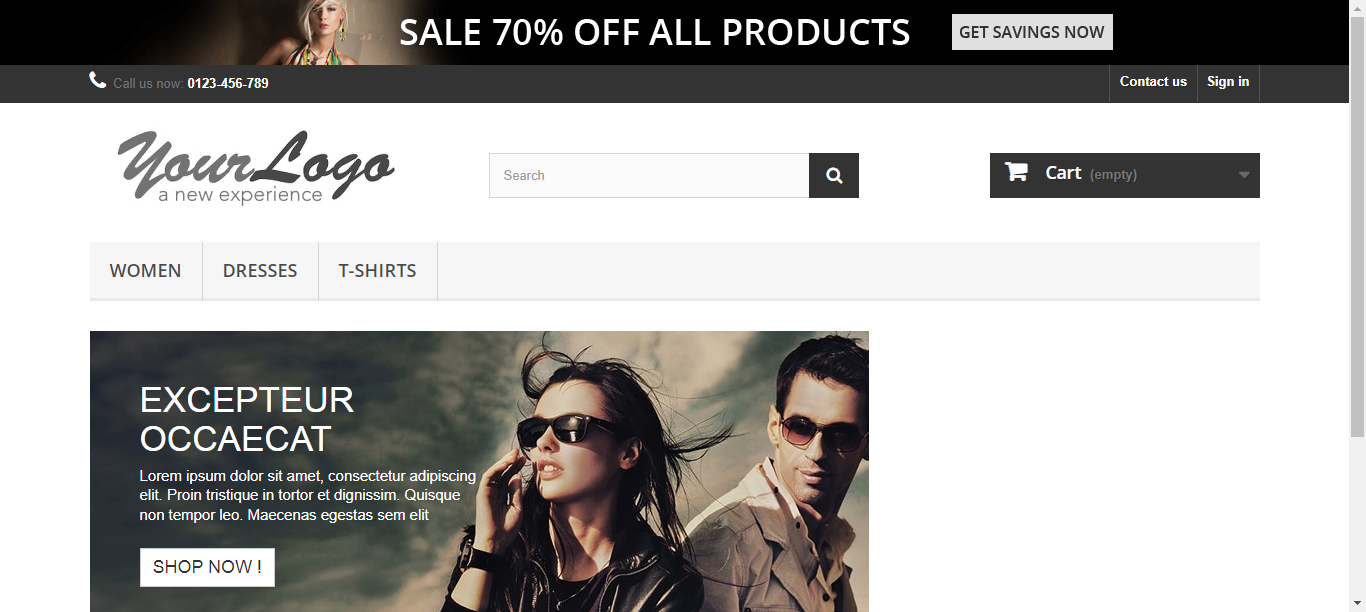 SALE 70% OFF ALL PRODUCTS
GET SAVINGS NOW
Call us now: 0123-456-789
Contact us
Sign in
YourLogo
a new experience
Search
Cart (empty)
WOMEN
DRESSES
T-SHIRTS
EXCEPTEUR
OCCAECAT
Lorem ipsum dolor sit amet, consectetur adipiscing
elit. Proin tristique in tortor et dignissim. Quisque
non tempor leo. Maecenas egestas sem elit
SHOP NOW !